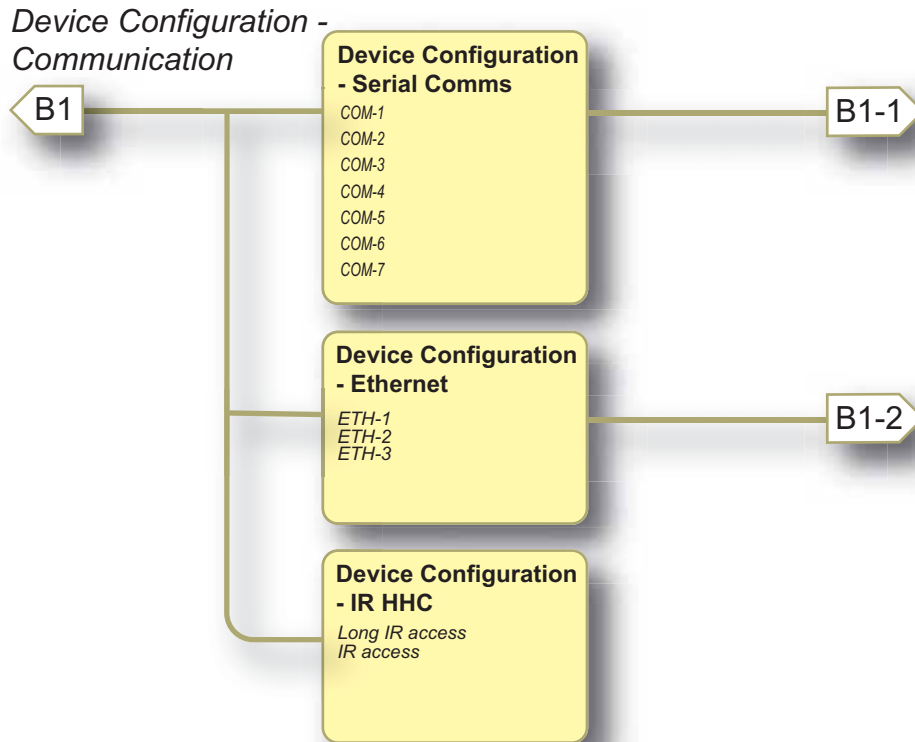 Device Configuration -
Communication
B1
Device Configuration
- Serial Comms
COM-1
COM-2
COM-3
COM-4
COM-5
COM-6
COM-7
B1-1
Device Configuration
- Ethernet
ETH-1
ETH-2
ETH-3
B1-2
Device Configuration
- IR HHC
Long IR access
IR access